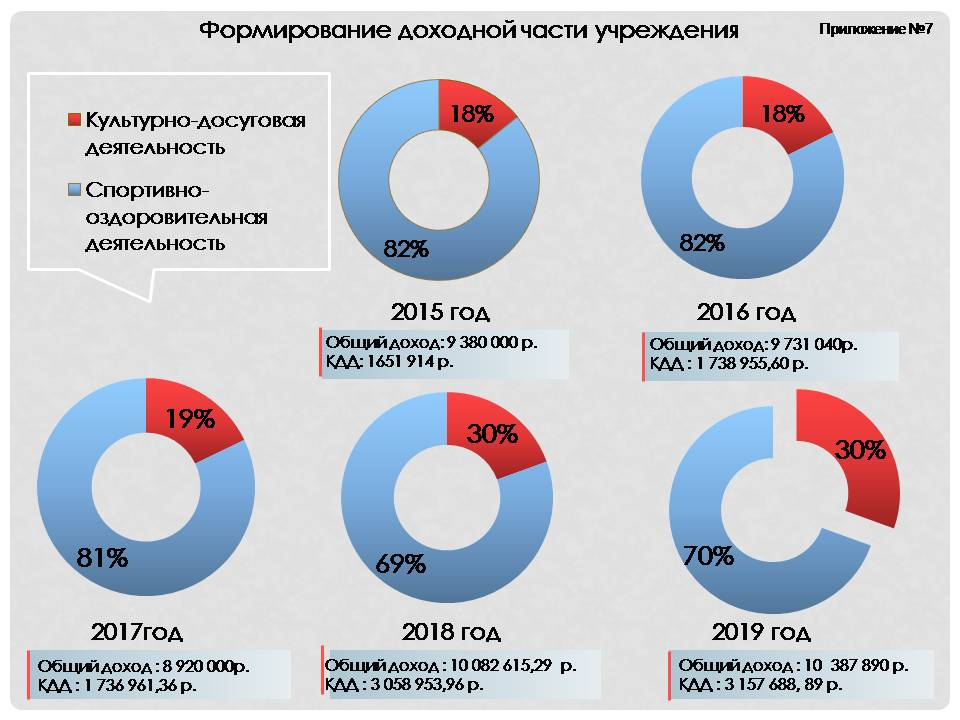 Формирование доходной части учреждения
Приложение №7
Культурно-досуговая
деятельность
Спортивно-
оздоровительная
деятельность
18%
82%
2015 год
Общий доход: 9 380 000 р.
КДД: 1651 914 р.
18%
82%
2016 год
Общий доход: 9 731 040р.
КДД : 1 738 955,60 р.
19%
81%
2017год
Общий доход : 8 920 000р.
КДД : 1 736 961,36 р.
30%
69%
2018 год
Общий доход : 10 082 615,29 р.
КДД : 3 058 953,96 р.
30%
70%
2019 год
Общий доход : 10 387 890 р.
КДД : 3 157 688, 89 р.